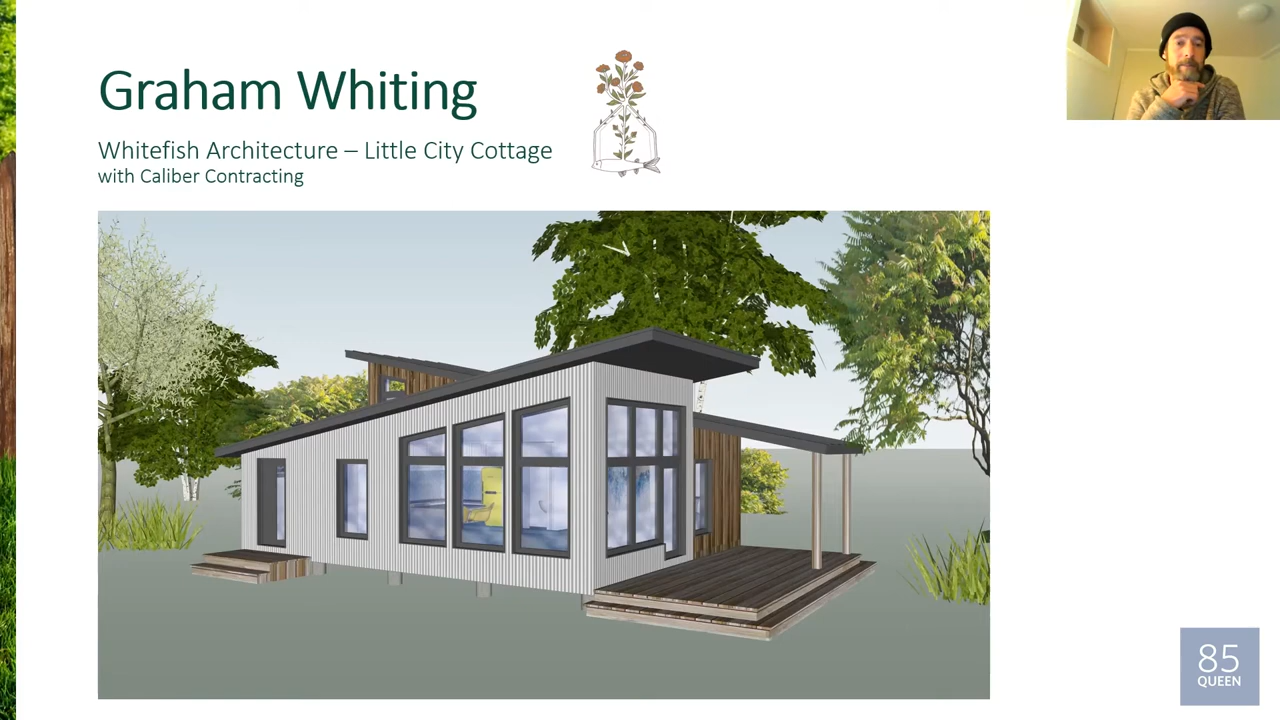 Graham Whiting
Whitefish Architecture – Little City Cottage
with Caliber Contracting
85
QUEEN